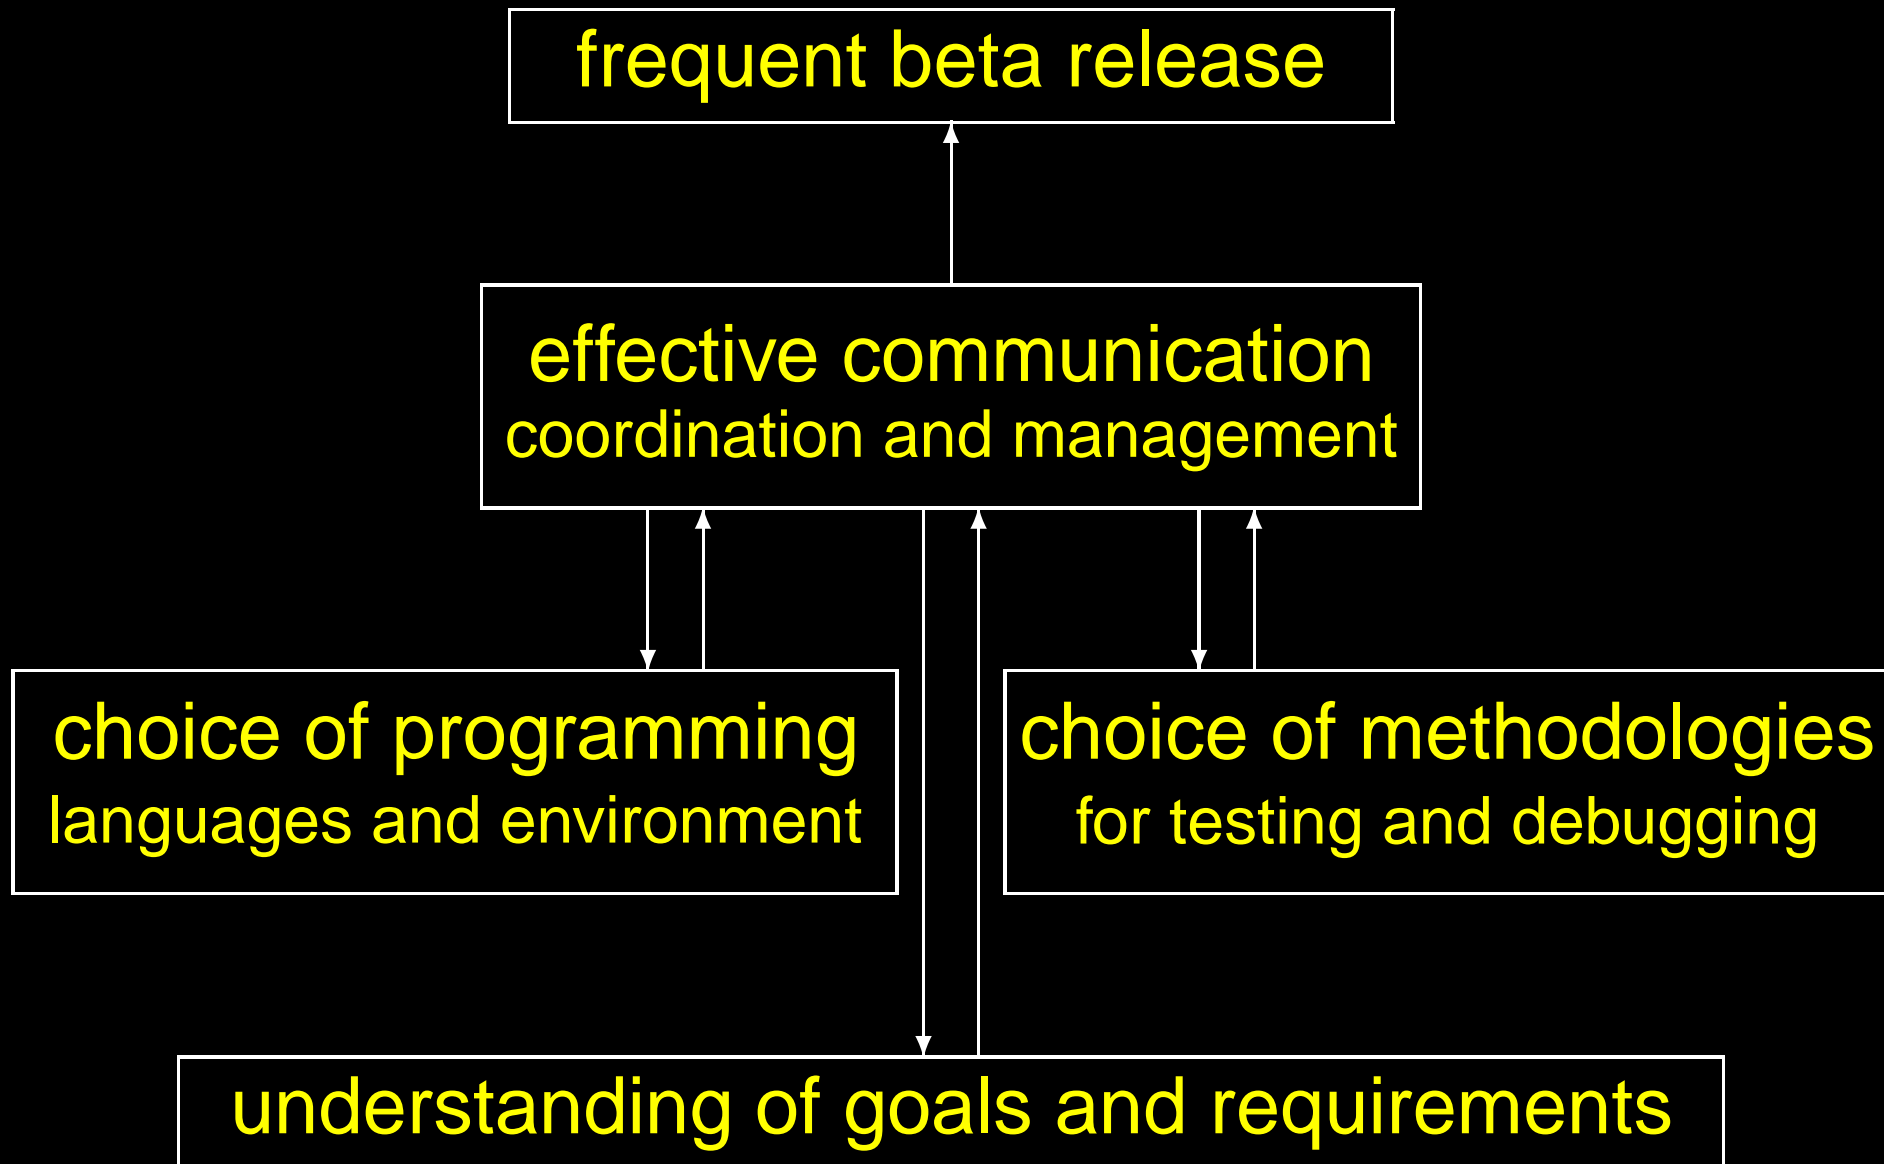 frequent beta release
effective communication
coordination and management
choice of programming
languages and environment
choice of methodologies
for testing and debugging
understanding of goals and requirements